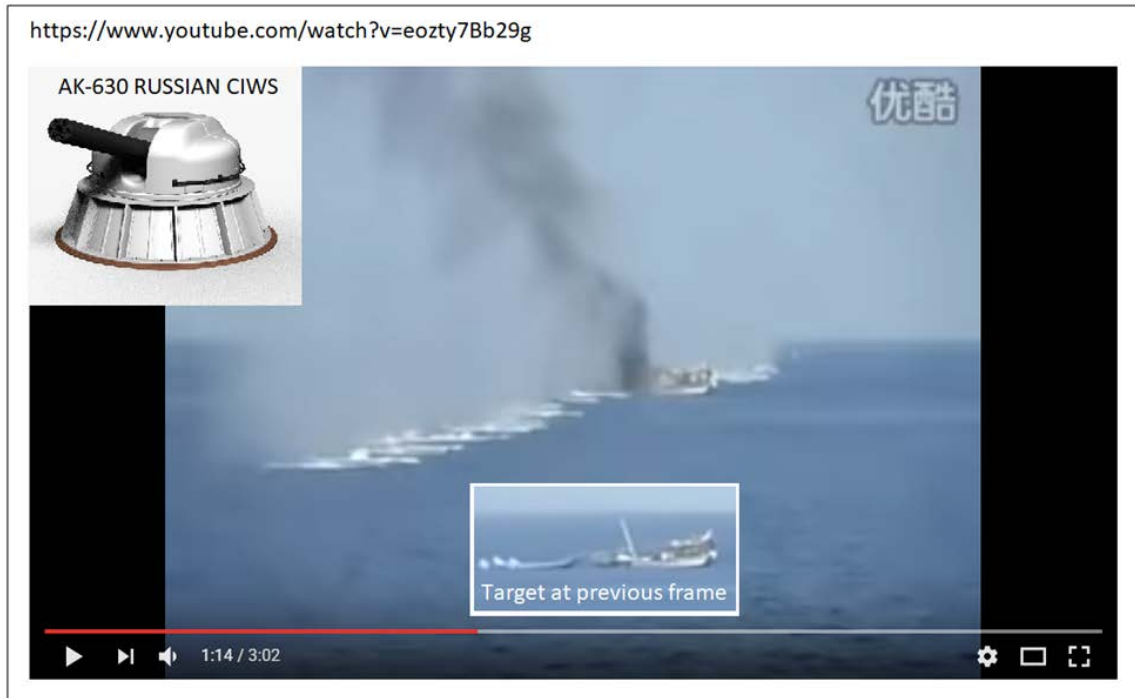 https://www.youtube.com/watch?v=eozty7Bb29g
AK-630 RUSSIAN CIWS
优酷
Target at previous frame
1:14 / 3:02